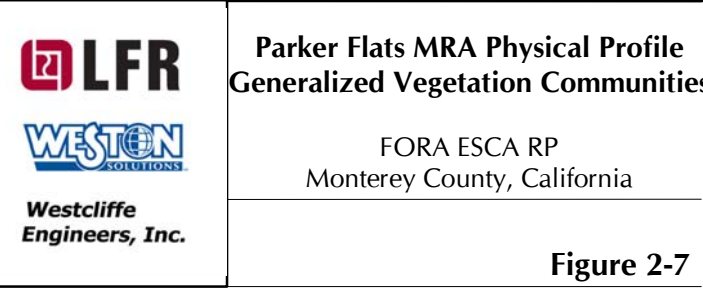 LFR
WESTON
SOLUTIONS
Westcliffe
Engineers, Inc.
Parker Flats MRA Physical Profile
Generalized Vegetation Communities
FORA ESCA RP
Monterey County, California
Figure 2-7